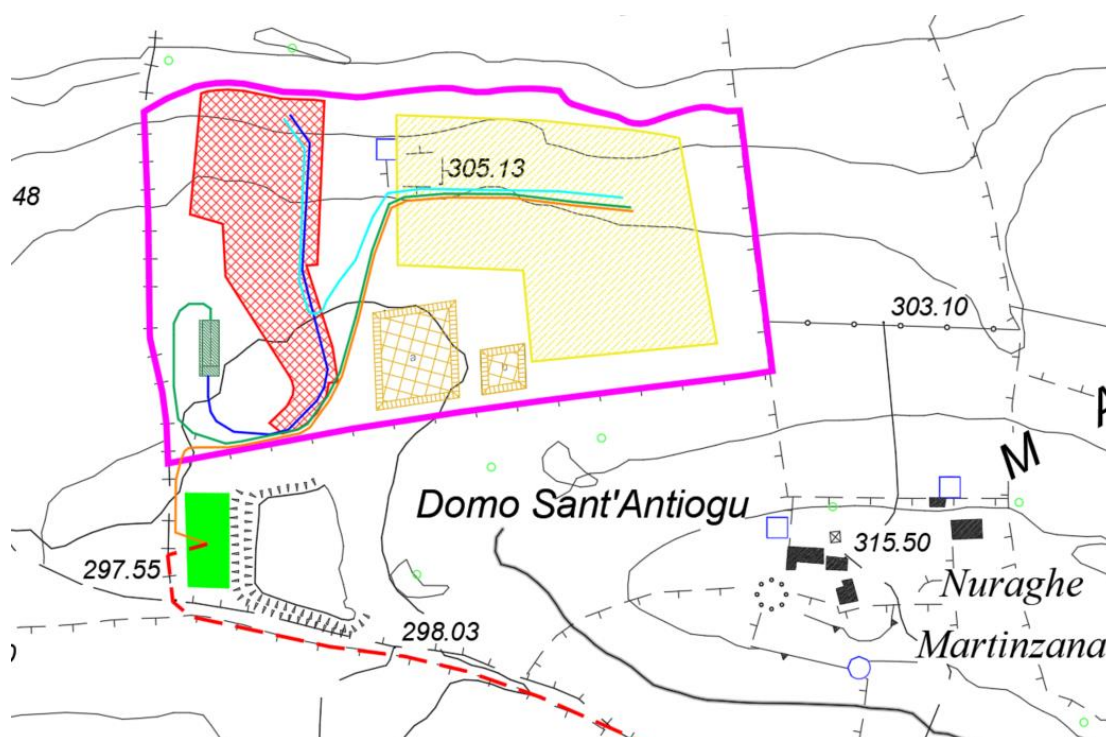 305.13
48
303.10
a
Domo Sant'Antiogu
M
315.50
297.55
Nuraghe
298.03
Martinzana